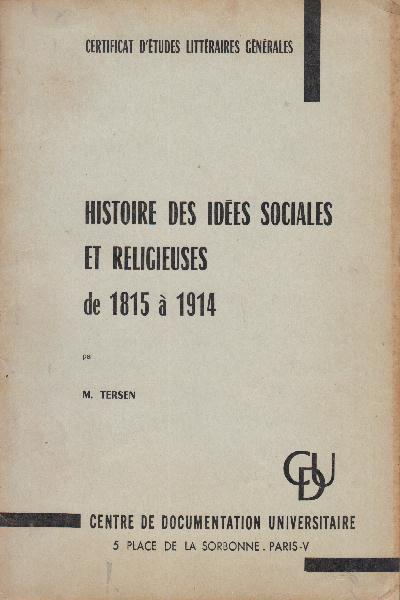 CERTIFICAT D'ÉTUDES LITTÉRAIRES GÉNÉRALES
HISTOIRE DES IDÉES SOCIALES
ET RELIGIEUSES
de 1815 à 1914
pa
M. TERSEN
CDU
CENTRE DE DOCUMENTATION UNIVERSITAIRE
5 PLACE DE LA SORBONNE. PARIS-V